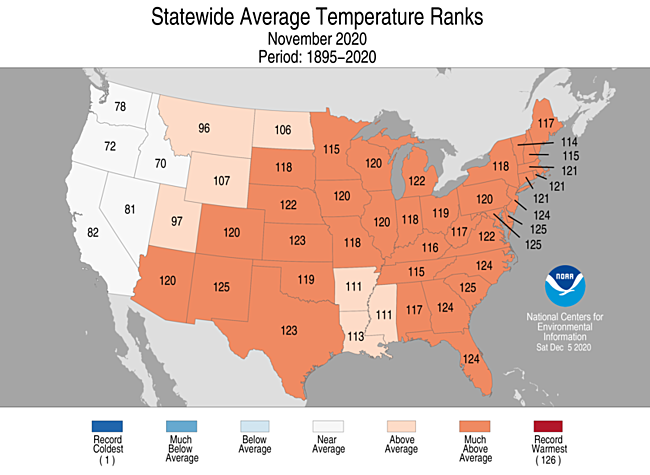 Statewide Average Temperature Ranks
November 2020
Period: 1895–2020
78
72
70
82
81
96
106
107
97
115
118
120
122
117
114
115
121
121
121
124
125
125
118
120
122
120
120
123
118
120
118
119
116
117
122
120
125
119
115
124
125
123
111
111
113
117
124
124
NOAA
National Centers for
Environmental
Information
Sat Dec 5 2020
Record
Coldest
( 1 )
Much
Below
Average
Below
Average
Near
Average
Above
Average
Much
Above
Average
Record
Warmest
( 126 )